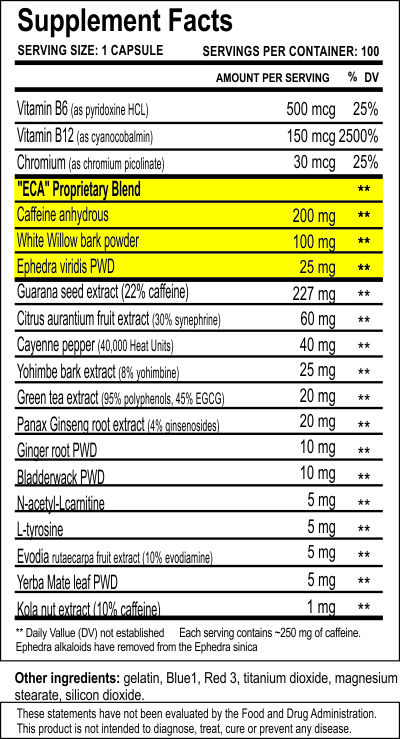 Supplement Facts
SERVING SIZE: 1 CAPSULE SERVINGS PER CONTAINER: 100
AMOUNT PER SERVING % DV
Vitamin B6 (as pyridoxine HCL) 500 mcg 25%
Vitamin B12 (as cyanocobalmin) 150 mcg 2500%
Chromium (as chromium picolinate) 30 mcg 25%
"ECA" Proprietary Blend **
Caffeine anhydrous 200 mg **
White Willow bark powder 100 mg **
Ephedra viridis PWD 25 mg **
Guarana seed extract (22% caffeine) 227 mg **
Citrus aurantium fruit extract (30% synephrine) 60 mg **
Cayenne pepper (40,000 Heat Units) 40 mg **
Yohimbe bark extract (8% yohimbine) 25 mg **
Green tea extract (95% polyphenols, 45% EGCG) 20 mg **
Panax Ginseng root extract (4% ginsenosides) 20 mg **
Ginger root PWD 10 mg **
Bladderwack PWD 10 mg **
N-acetyl-Lcarnitine 5 mg **
L-tyrosine 5 mg **
Evodia rutaecarpa fruit extract (10% evodiamine) 5 mg **
Yerba Mate leaf PWD 5 mg **
Kola nut extract (10% caffeine) 1 mg **
** Daily Vallue (DV) not established Each serving contains ~250 mg of caffeine.
Ephedra alkaloids have removed from the Ephedra sinica
Other ingredients: gelatin, Blue1, Red 3, titanium dioxide, magnesium
stearate, silicon dioxide.
These statements have not been evaluated by the Food and Drug Administration.
This product is not intended to diagnose, treat, cure or prevent any disease.